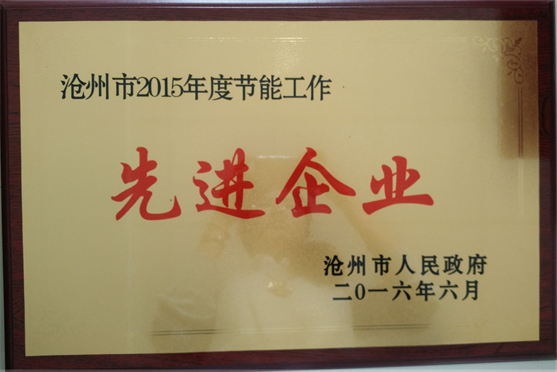 沧州市2015年度节能工作
先进企业
沧州市人民政府
二0一六年六月